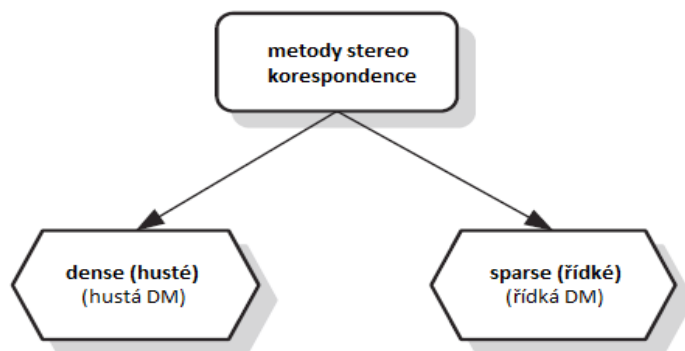 metody stereo
korespondence
dense (husté)
(hustá DM)
sparse (řídké)
(řídká DM)